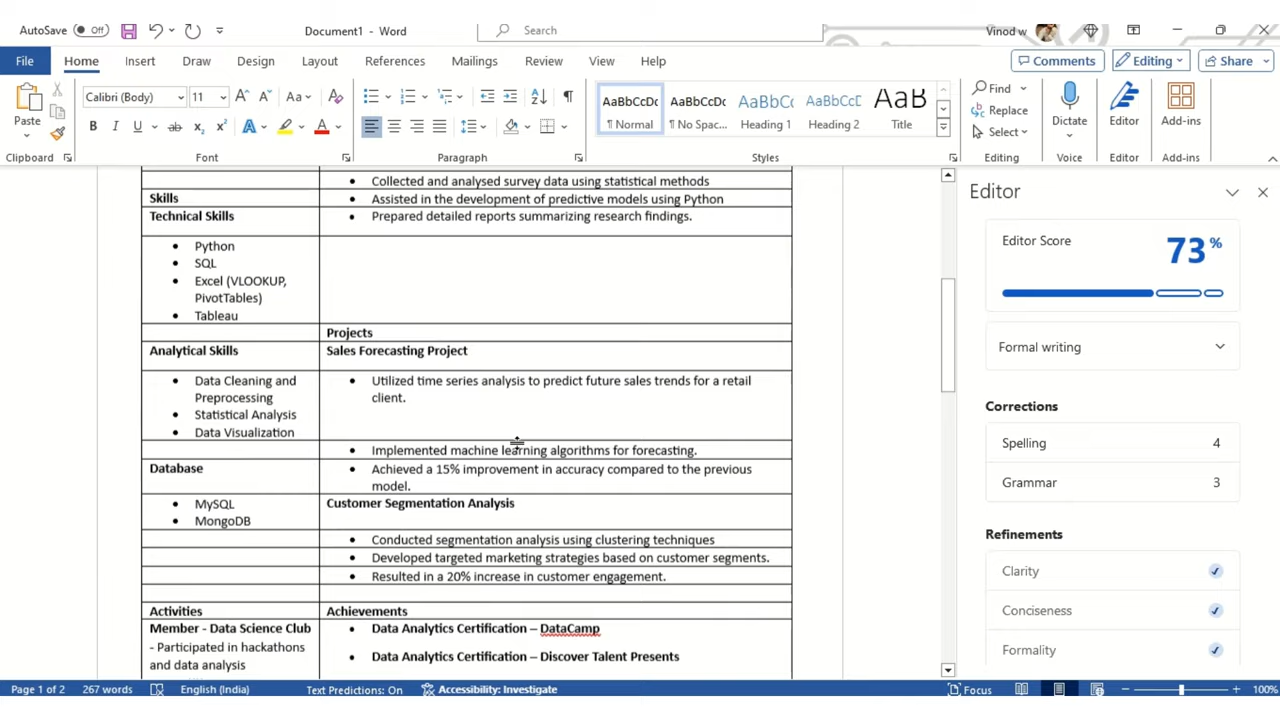 AutoSave Off Document1 - Word Search Vinod w
File Home Insert Draw Design Layout References Mailings Review View Help Comments Editing Share
Paste
Clipboard
Calibri (Body) 11 A A Aa A
B I U ab x₂ x² A A
Font
Paragraph
AaBbCcDc AaBbCcDc AaBbCc AaBbCcD AaB
¶ Normal ¶ No Spac... Heading 1 Heading 2 Title
Styles
Find
Replace
Select
Editing
Dictate
Voice
Editor
Editor
Add-ins
Add-ins
• Collected and analysed survey data using statistical methods
Skills • Assisted in the development of predictive models using Python
Technical Skills • Prepared detailed reports summarizing research findings.
• Python
• SQL
• Excel (VLOOKUP,
PivotTables)
• Tableau
Projects
Analytical Skills Sales Forecasting Project
• Data Cleaning and • Utilized time series analysis to predict future sales trends for a retail
Preprocessing client.
• Statistical Analysis
• Data Visualization
• Implemented machine learning algorithms for forecasting.
Database • Achieved a 15% improvement in accuracy compared to the previous
model.
• MySQL Customer Segmentation Analysis
• MongoDB
• Conducted segmentation analysis using clustering techniques
• Developed targeted marketing strategies based on customer segments.
• Resulted in a 20% increase in customer engagement.
Activities Achievements
Member - Data Science Club • Data Analytics Certification – DataCamp
- Participated in hackathons
and data analysis • Data Analytics Certification – Discover Talent Presents
Editor
Editor Score 73%
Formal writing
Corrections
Spelling 4
Grammar 3
Refinements
Clarity
Conciseness
Formality
Page 1 of 2 267 words English (India) Text Predictions: On Accessibility: Investigate Focus 100%